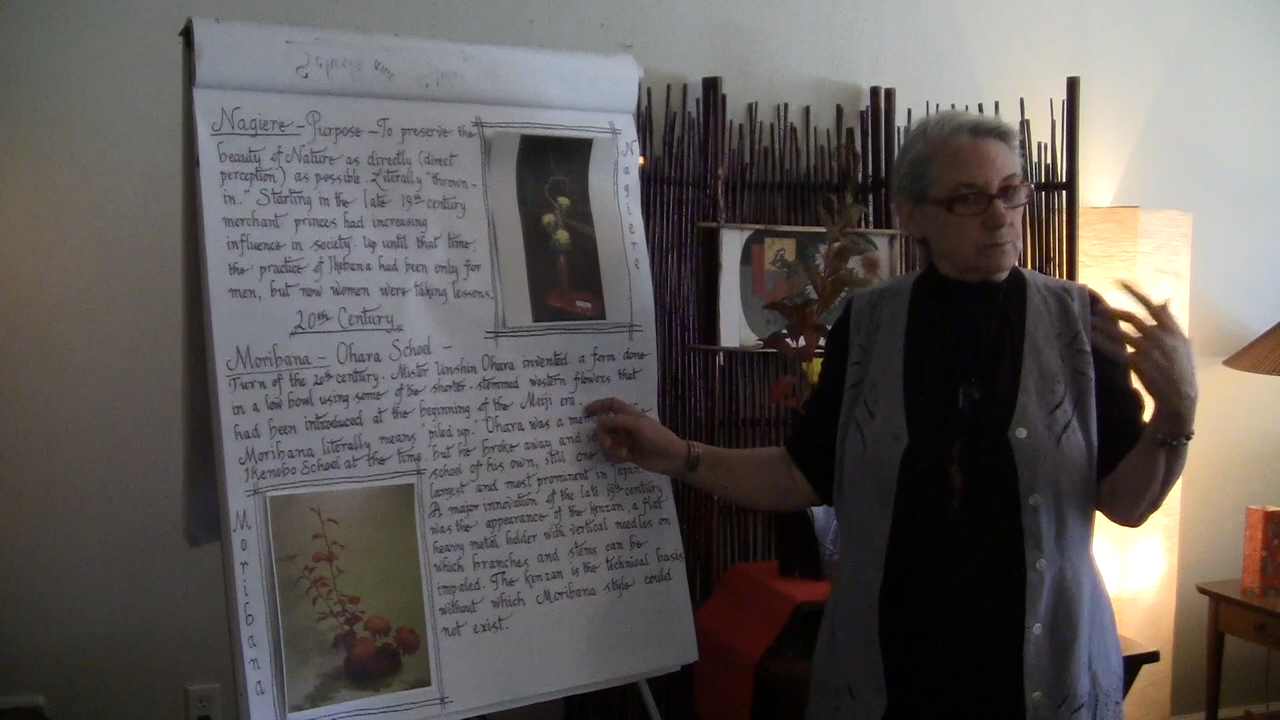 Nagiere - Purpose - To preserve the
beauty of Nature as directly (direct
perception) as possible. Literally "thrown-
in." Starting in the late 19th century
merchant princes had increasing
influence in society. Up until that time
the practice of Ikebana had been only for
men, but now women were taking lessons.
Nagiere
20th Century
Moribana - Ohara School -
Turn of the 20th century. Mister Unshin Ohara invented a form done
in a low bowl using some of the shorter-stemmed western flowers that
had been introduced at the beginning of the Meiji era.
Moribana literally means "piled up." Ohara was a
Ikenobo School at the time, but he broke away and
school of his own, still one
largest and most prominent in Japan
A major innovation of the late 19th century,
was the appearance of the kenzan, a flat
heavy metal holder with vertical needles on
which branches and stems can be
impaled. The kenzan is the technical basis
without which Moribana style could
not exist.
Moribana